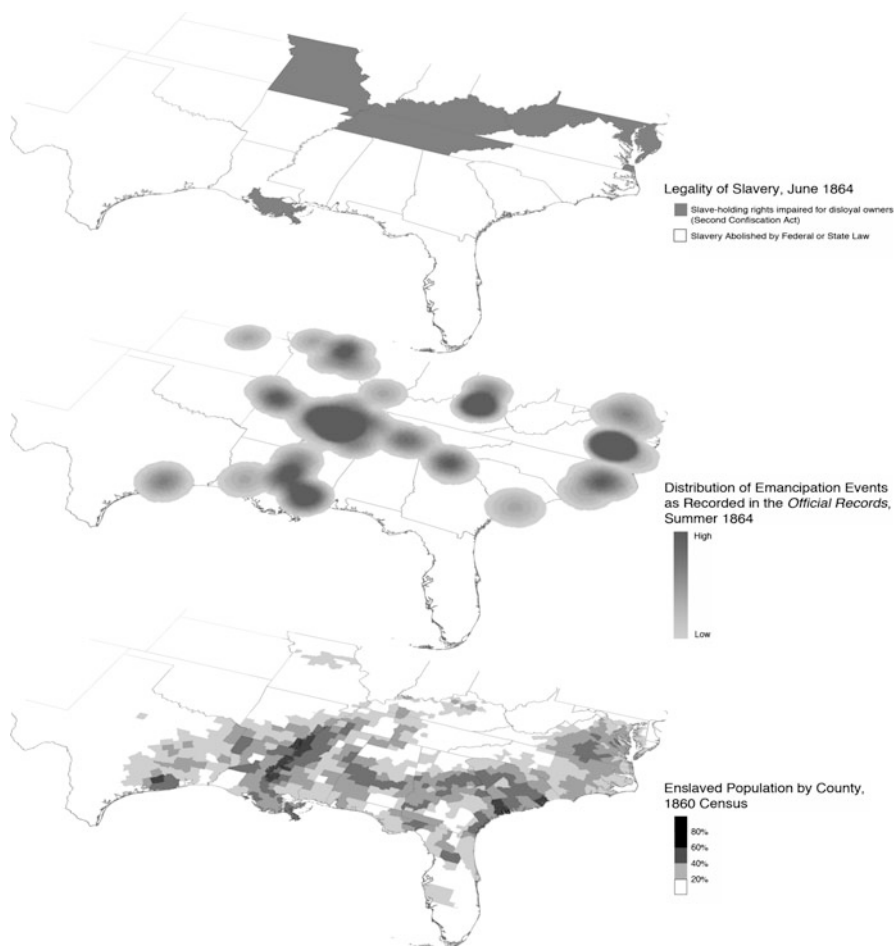 Legality of Slavery, June 1864
Slave-holding rights impaired for disloyal owners
(Second Confiscation Act)
Slavery Abolished by Federal or State Law
Distribution of Emancipation Events
as Recorded in the Official Records,
Summer 1864
High
Low
Enslaved Population by County,
1860 Census
80%
60%
40%
20%